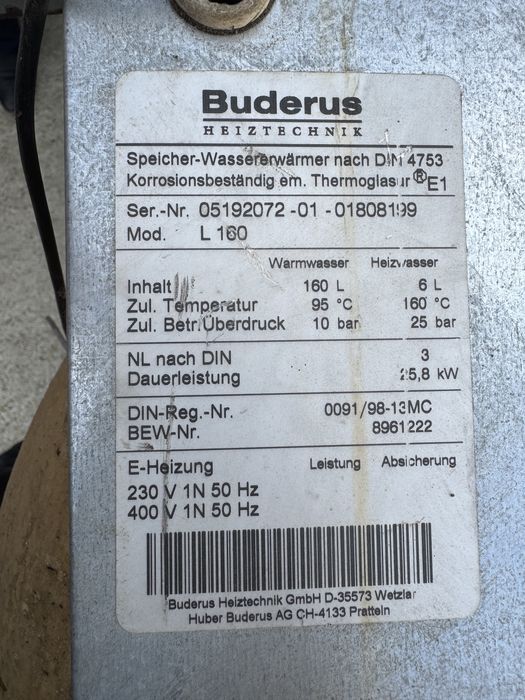 Buderus
HEIZTECHNIK
Speicher-Wassererwärmer nach DIN 4753
Korrosionsbeständig em. Thermoglasur ® E1
Ser.-Nr. 05192072 -01 - 01808199
Mod. L 160
Warmwasser Heizwasser
Inhalt 160 L 6 L
Zul. Temperatur 95 °C 160 °C
Zul. Betr.Überdruck 10 bar 25 bar
NL nach DIN 3
Dauerleistung 25,8 kW
DIN-Reg.-Nr. 0091/98-13MC
BEW-Nr. 8961222
E-Heizung Leistung Absicherung
230 V 1N 50 Hz
400 V 1N 50 Hz
Buderus Heiztechnik GmbH D-35573 Wetzlar
Huber Buderus AG CH-4133 Pratteln